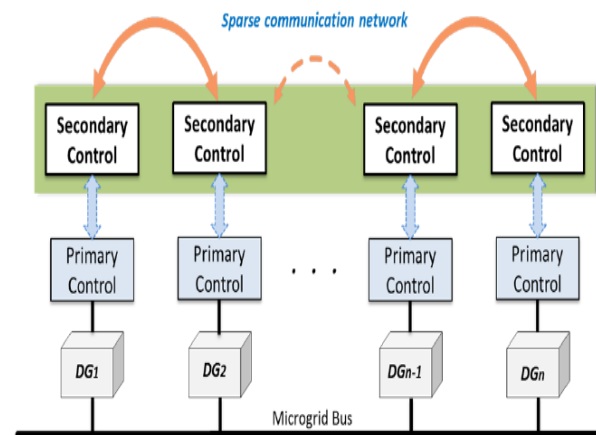 Sparse communication network
Secondary
Control
Secondary
Control
Secondary
Control
Secondary
Control
Primary
Control
Primary
Control
. . .
Primary
Control
Primary
Control
DG1
DG2
DGn-1
DGn
Microgrid Bus